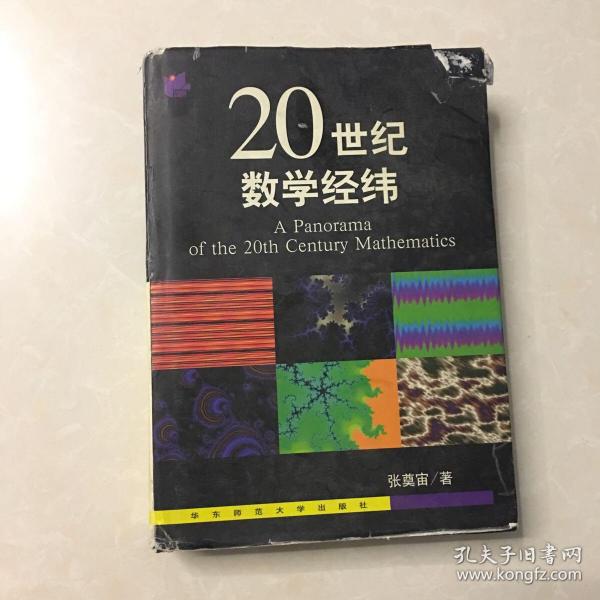 20世纪
数学经纬
A Panorama
of the 20th Century Mathematics
张奠宙/著
华东师范大学出版社
孔夫子旧書网
www.kongfz.com